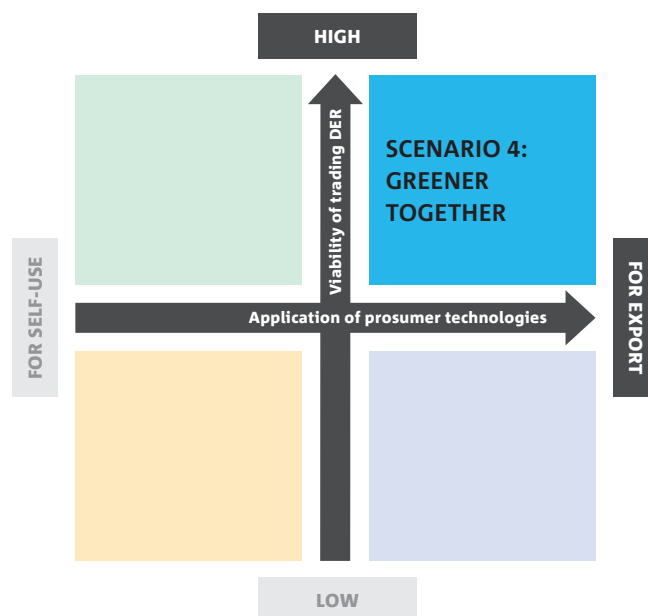 HIGH
SCENARIO 4:
GREENER
TOGETHER
Viability of trading DER
FOR SELF-USE
Application of prosumer technologies
FOR EXPORT
LOW